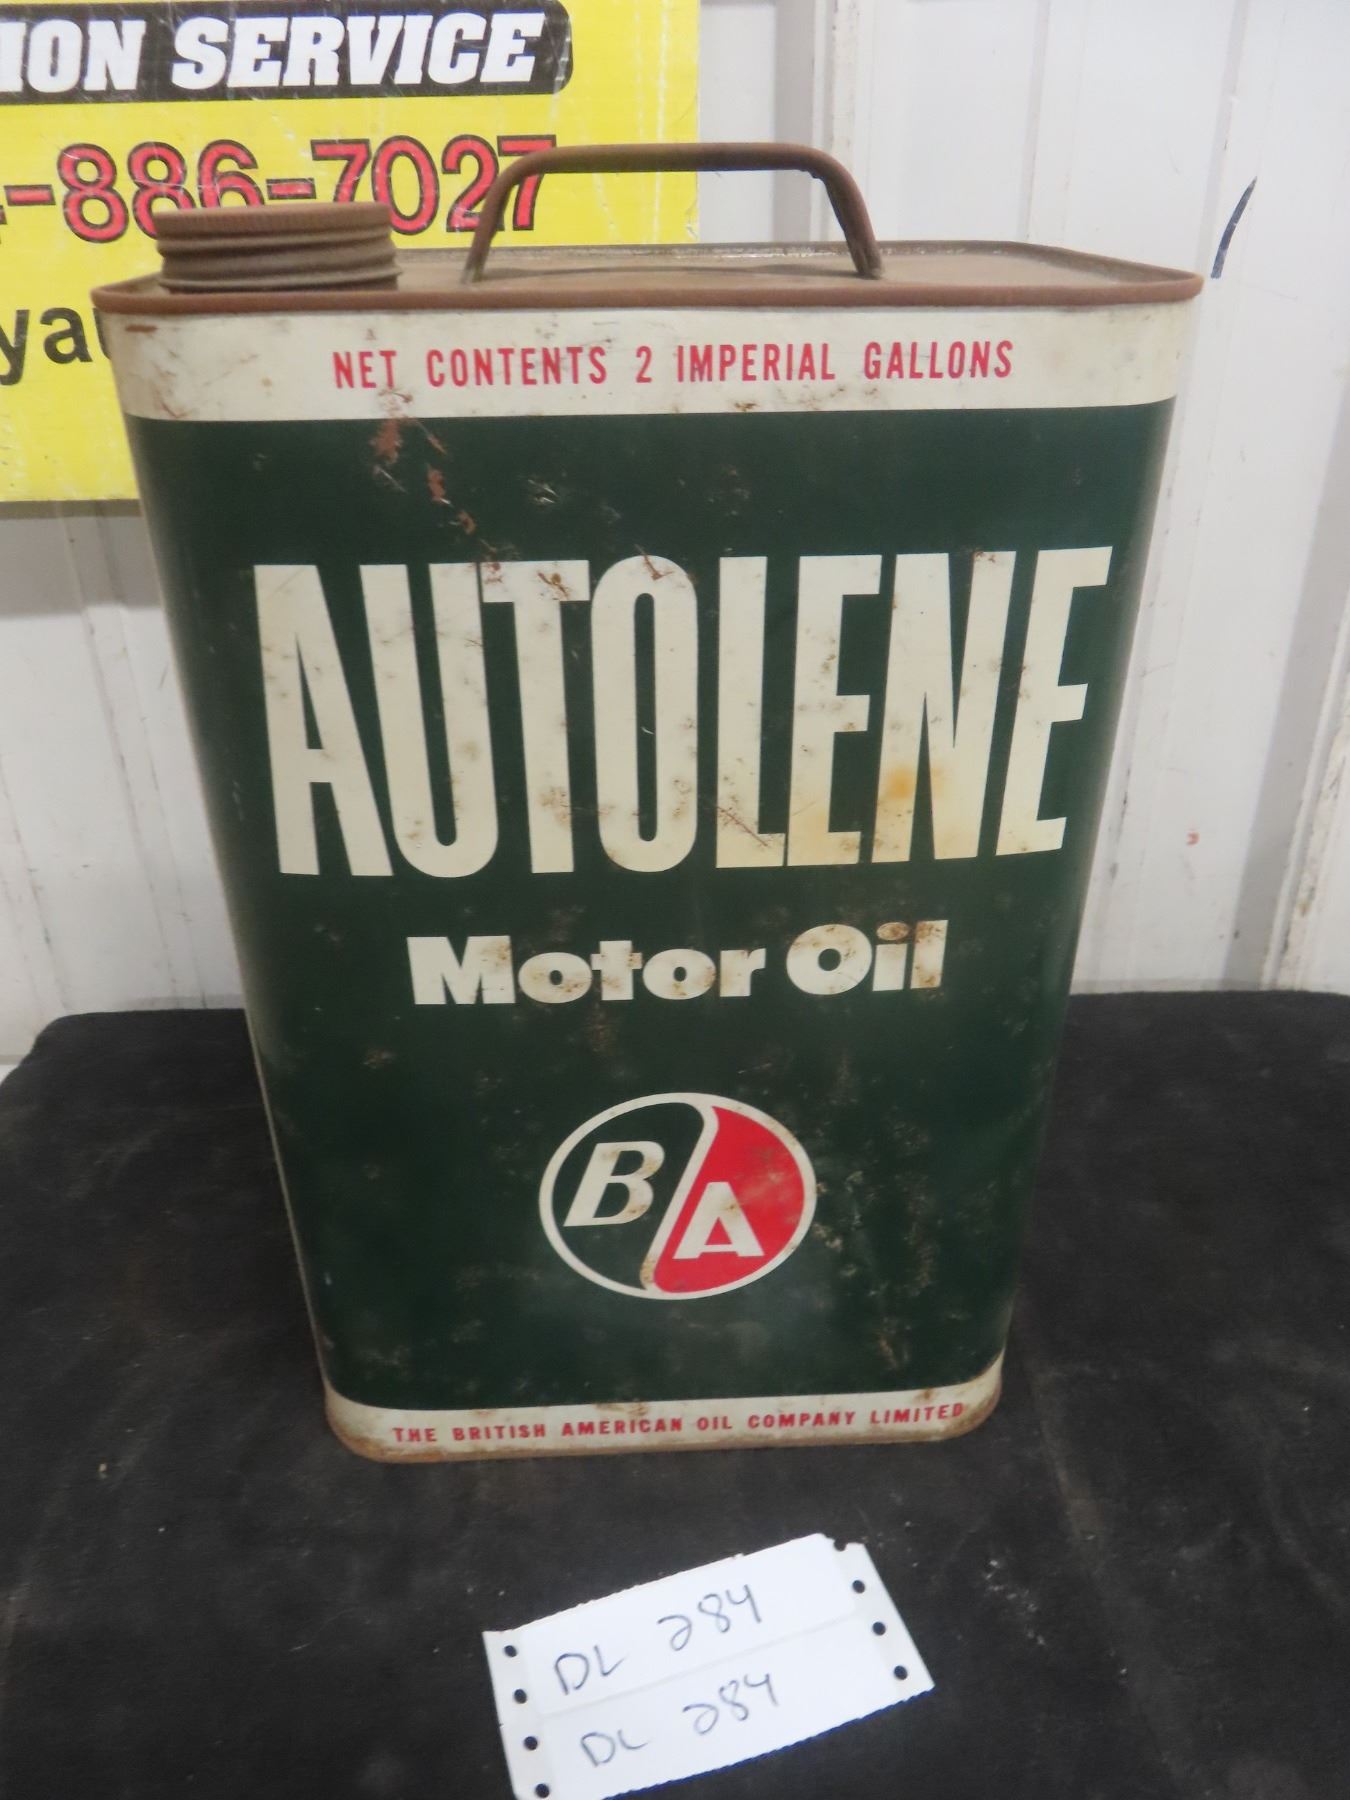 ION SERVICE
-886-7027
yau
NET CONTENTS 2 IMPERIAL GALLONS
AUTOLENE
Motor Oil
B A
THE BRITISH AMERICAN OIL COMPANY LIMITED
DL 284
DL 284